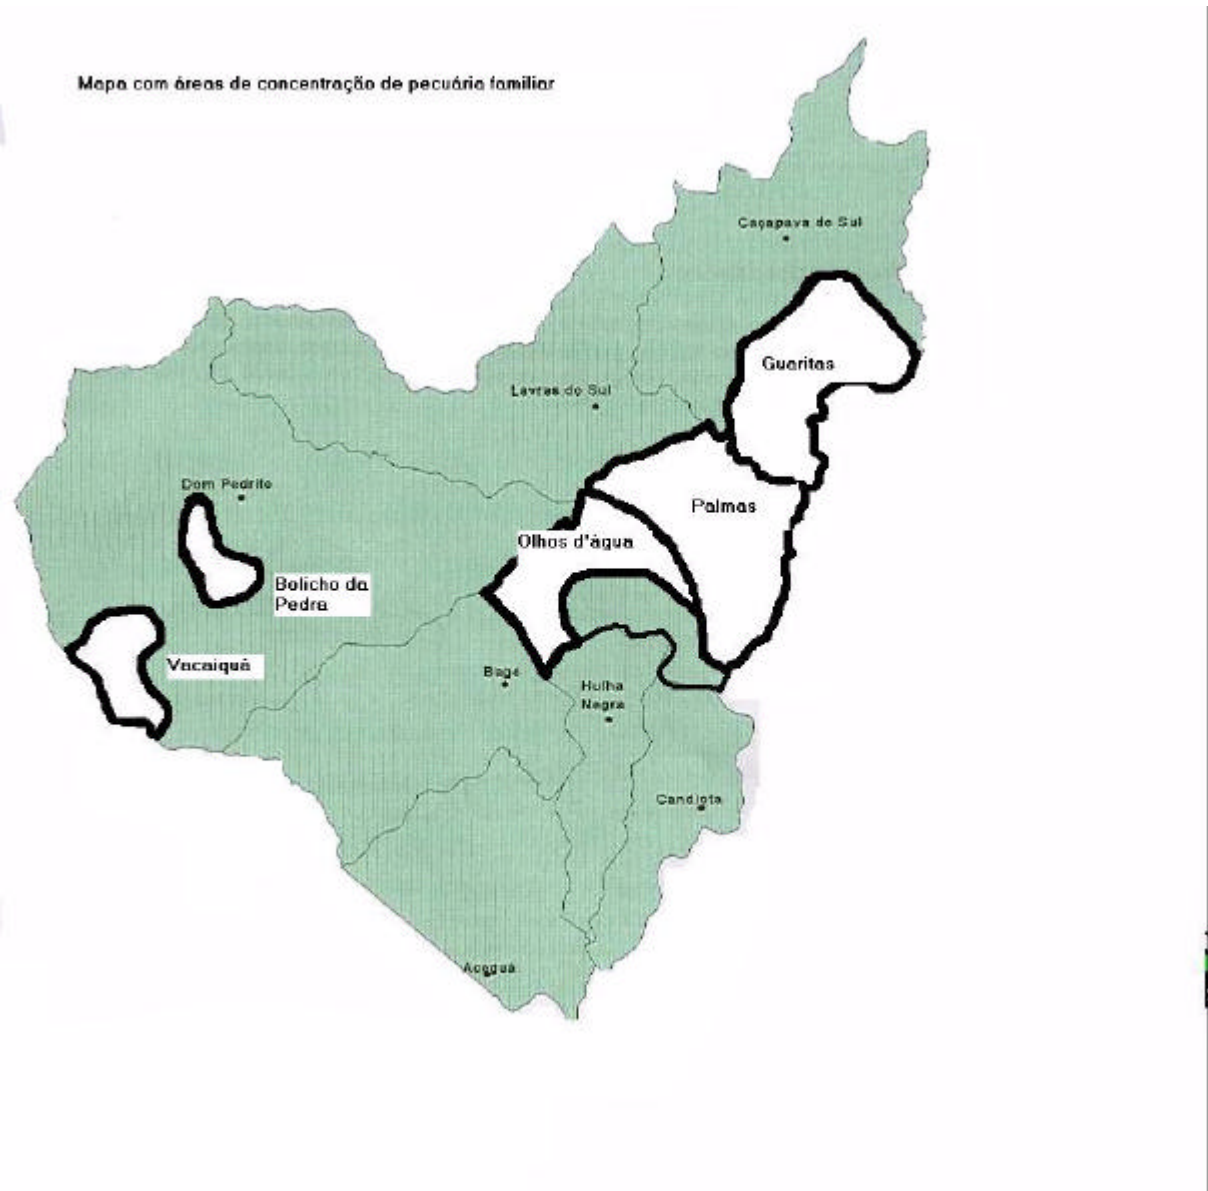 Mapa com áreas de concentração de pecuária familiar
Caçapava do Sul
Guaritas
Lavras do Sul
Dom Pedrito
Palmas
Olhos d'água
Bolicho da
Pedra
Vacaiquá
Bagé
Hulha
Negra
Candiota
Aceguá